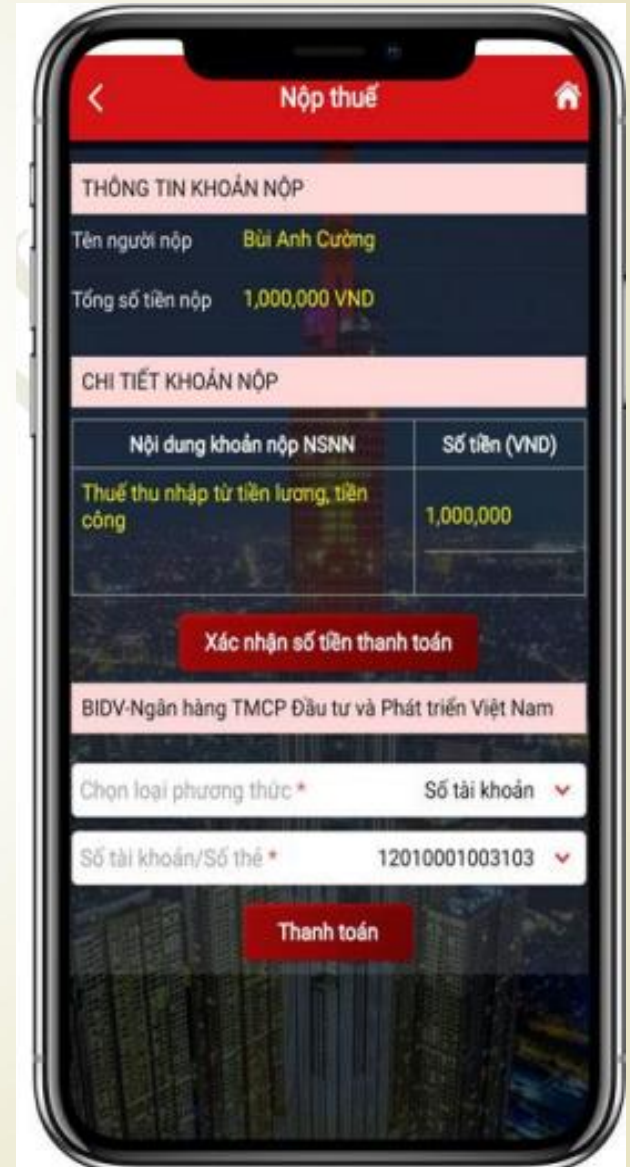 Nộp thuế
THÔNG TIN KHOẢN NỘP
Tên người nộp Bùi Anh Cường
Tổng số tiền nộp 1,000,000 VND
CHI TIẾT KHOẢN NỘP
Nội dung khoản nộp NSNN Số tiền (VND)
Thuế thu nhập từ tiền lương, tiền
công
1,000,000
Xác nhận số tiền thanh toán
BIDV-Ngân hàng TMCP Đầu tư và Phát triển Việt Nam
Chọn loại phương thức * Số tài khoản
Số tài khoản/Số thẻ * 12010001003103
Thanh toán